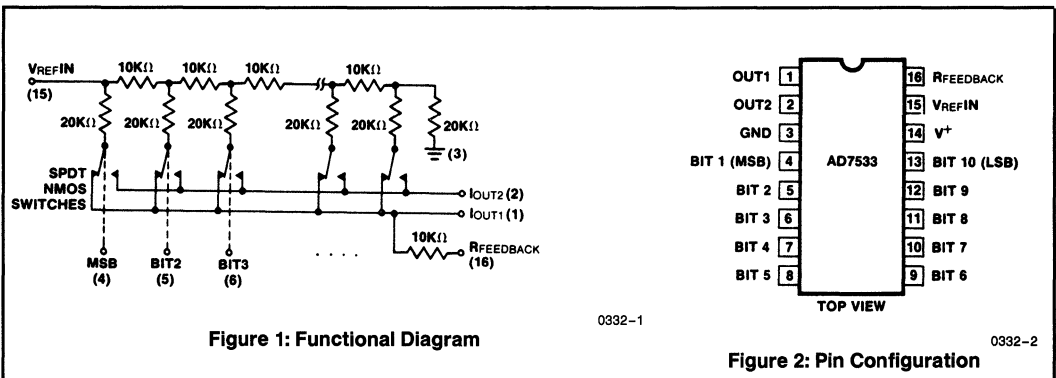 VREFIN
(15)
10KΩ 10KΩ 10KΩ 10KΩ
20KΩ 20KΩ 20KΩ 20KΩ 20KΩ 20KΩ
(3)
SPDT
NMOS
SWITCHES
IOUT2 (2)
IOUT1 (1)
10KΩ
RFEEDBACK
(16)
MSB
(4)
BIT2
(5)
BIT3
(6)
. . . .
0332-1
Figure 1: Functional Diagram
OUT1 1
OUT2 2
GND 3
BIT 1 (MSB) 4
BIT 2 5
BIT 3 6
BIT 4 7
BIT 5 8
AD7533
16 RFEEDBACK
15 VREFIN
14 V+
13 BIT 10 (LSB)
12 BIT 9
11 BIT 8
10 BIT 7
9 BIT 6
TOP VIEW
0332-2
Figure 2: Pin Configuration